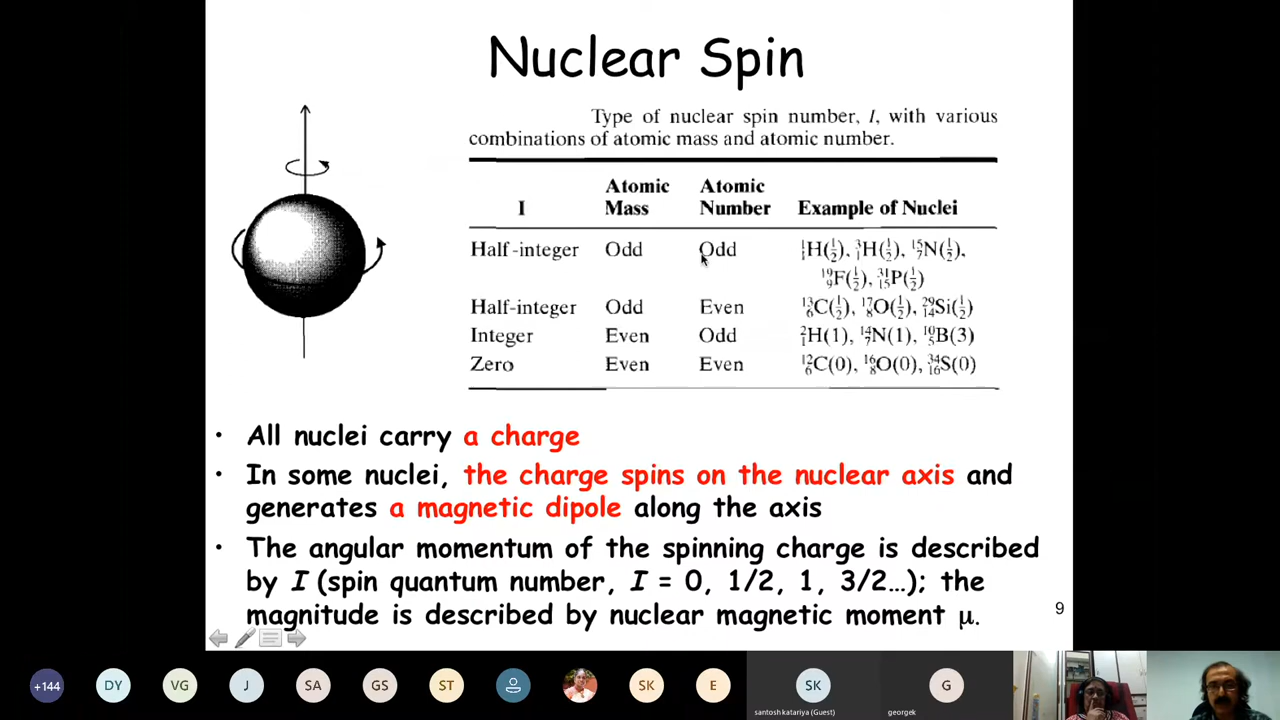 Nuclear Spin
Type of nuclear spin number, I, with various
combinations of atomic mass and atomic number.
I Atomic Mass Atomic Number Example of Nuclei
Half-integer Odd Odd ¹₁H(½), ³₁H(½), ¹⁵₇N(½),
¹⁹₉F(½), ³¹₁₅P(½)
Half-integer Odd Even ¹³₆C(½), ¹⁷₈O(½), ²⁹₁₄Si(½)
Integer Even Odd ²₁H(1), ¹⁴₇N(1), ¹⁰₅B(3)
Zero Even Even ¹²₆C(0), ¹⁶₈O(0), ³⁴₁₆S(0)
• All nuclei carry a charge
• In some nuclei, the charge spins on the nuclear axis and
generates a magnetic dipole along the axis
• The angular momentum of the spinning charge is described
by I (spin quantum number, I = 0, 1/2, 1, 3/2…); the
magnitude is described by nuclear magnetic moment μ.
9
+144 DY VG J SA GS ST SK E SK G
santosh katariya (Guest) georgek